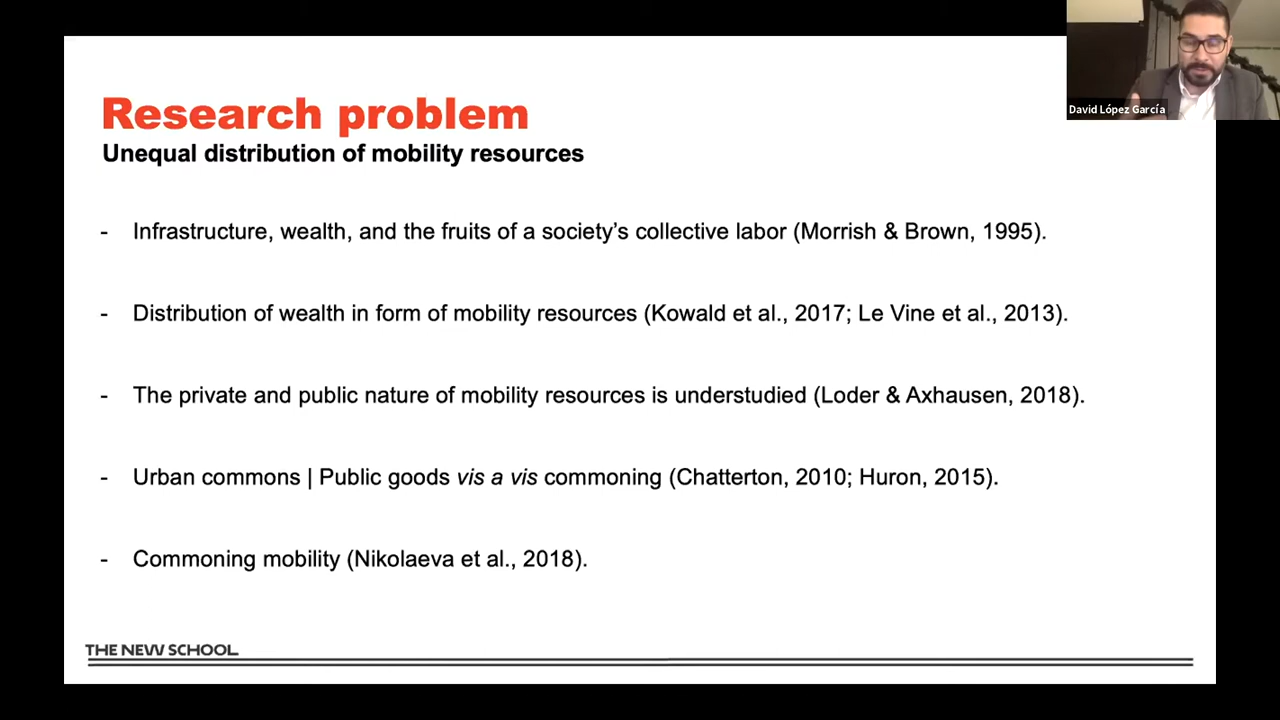 Research problem
Unequal distribution of mobility resources
David López García
- Infrastructure, wealth, and the fruits of a society’s collective labor (Morrish & Brown, 1995).
- Distribution of wealth in form of mobility resources (Kowald et al., 2017; Le Vine et al., 2013).
- The private and public nature of mobility resources is understudied (Loder & Axhausen, 2018).
- Urban commons | Public goods vis a vis commoning (Chatterton, 2010; Huron, 2015).
- Commoning mobility (Nikolaeva et al., 2018).
THE NEW SCHOOL